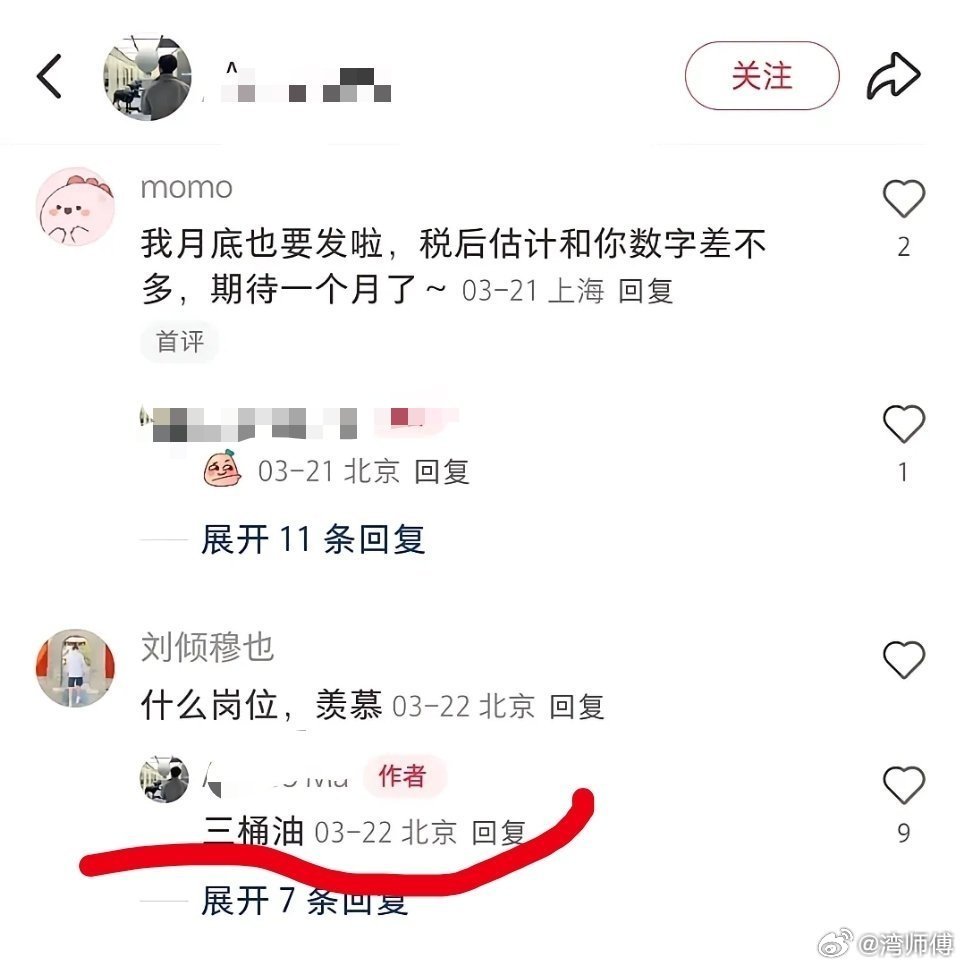 关注
momo
我月底也要发啦，税后估计和你数字差不
多，期待一个月了～ 03-21 上海 回复
2
首评
03-21 北京 回复
1
展开 11 条回复
刘倾穆也
什么岗位，羡慕 03-22 北京 回复
作者
三桶油 03-22 北京 回复
9
展开 7 条回复
@湾师傅